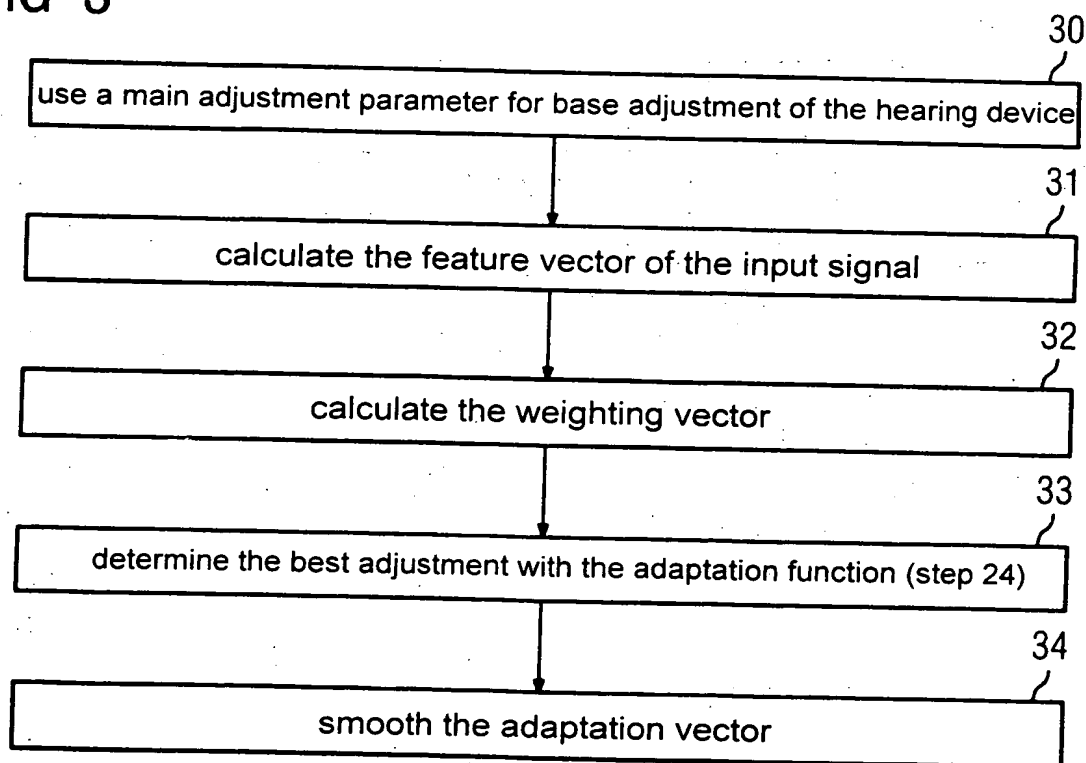 30
use a main adjustment parameter for base adjustment of the hearing device
31
calculate the feature vector of the input signal
32
calculate the weighting vector
33
determine the best adjustment with the adaptation function (step 24)
34
smooth the adaptation vector